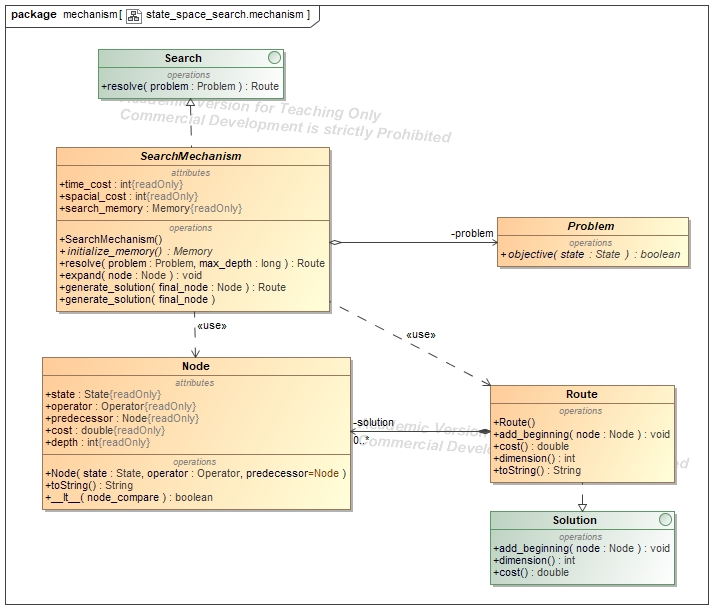 package mechanism[ state_space_search.mechanism ]
Search
operations
+resolve( problem : Problem ) : Route
Academic Version for Teaching Only
Commercial Development is strictly Prohibited
SearchMechanism
attributes
+time_cost : int{readOnly}
+spacial_cost : int{readOnly}
+search_memory : Memory{readOnly}
operations
+SearchMechanism()
+initialize_memory() : Memory
+resolve( problem : Problem, max_depth : long ) : Route
+expand( node : Node ) : void
+generate_solution( final_node : Node ) : Route
+generate_solution( final_node )
-problem
Problem
operations
+objective( state : State ) : boolean
«use»
«use»
Node
attributes
+state : State{readOnly}
+operator : Operator{readOnly}
+predecessor : Node{readOnly}
+cost : double{readOnly}
+depth : int{readOnly}
operations
+Node( state : State, operator : Operator, predecessor=Node )
+toString() : String
+__lt__( node_compare ) : boolean
-solution
0..*
Academic Version
Commercial Devel
Route
operations
+Route()
+add_beginning( node : Node ) : void
+cost() : double
+dimension() : int
+toString() : String
Solution
operations
+add_beginning( node : Node ) : void
+dimension() : int
+cost() : double